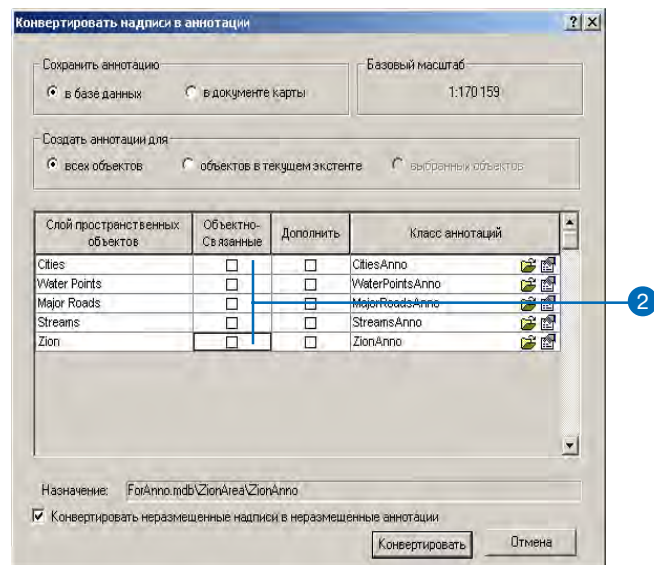 Конвертировать надписи в аннотации
Сохранить аннотацию
в базе данных в документе карты
Базовый масштаб
1:170 159
Создать аннотации для
всех объектов объектов в текущем экстенте выбранных объектов
Слой пространственных объектов Объектно-Связанные Дополнить Класс аннотаций
Cities CitiesAnno
Water Points WaterPointsAnno
Major Roads MajorRoadsAnno
Streams StreamsAnno
Zion ZionAnno
2
Назначение: ForAnno.mdb\ZionArea\ZionAnno
Конвертировать неразмещенные надписи в неразмещенные аннотации
Конвертировать Отмена